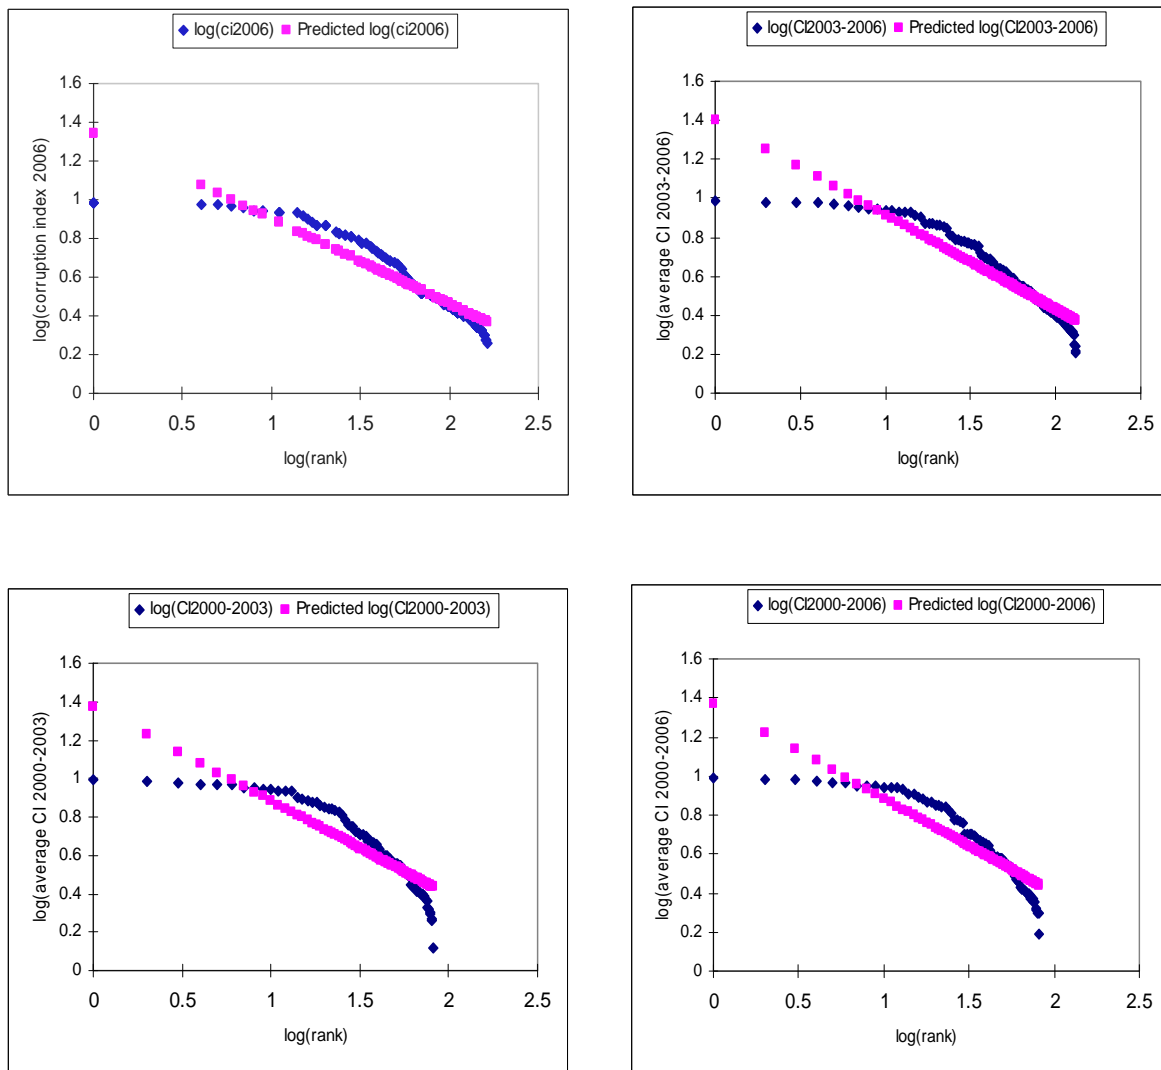 log(ci2006) Predicted log(ci2006)
1.6
1.4
1.2
1
0.8
0.6
0.4
0.2
0
log(corruption index 2006)
0 0.5 1 1.5 2 2.5
log(rank)
log(CI2003-2006) Predicted log(CI2003-2006)
1.6
1.4
1.2
1
0.8
0.6
0.4
0.2
0
log(average CI 2003-2006)
0 0.5 1 1.5 2 2.5
log(rank)
log(CI2000-2003) Predicted log(CI2000-2003)
1.6
1.4
1.2
1
0.8
0.6
0.4
0.2
0
log(average CI 2000-2003)
0 0.5 1 1.5 2 2.5
log(rank)
log(CI2000-2006) Predicted log(CI2000-2006)
1.6
1.4
1.2
1
0.8
0.6
0.4
0.2
0
log(average CI 2000-2006)
0 0.5 1 1.5 2 2.5
log(rank)